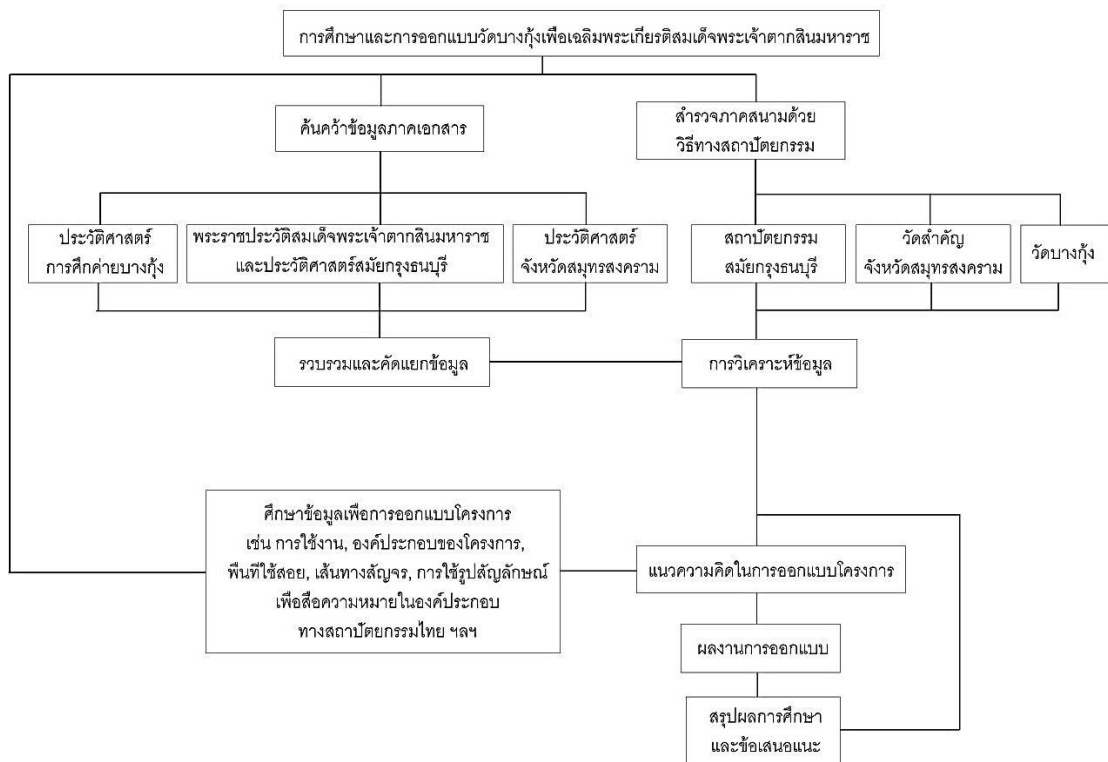 การศึกษาและการออกแบบวัดบางกุ้งเพื่อเฉลิมพระเกียรติสมเด็จพระเจ้าตากสินมหาราช
ค้นคว้าข้อมูลภาคเอกสาร
สำรวจภาคสนามด้วย
วิธีทางสถาปัตยกรรม
ประวัติศาสตร์
การศึกค่ายบางกุ้ง
พระราชประวัติสมเด็จพระเจ้าตากสินมหาราช
และประวัติศาสตร์สมัยกรุงธนบุรี
ประวัติศาสตร์
จังหวัดสมุทรสงคราม
สถาปัตยกรรม
สมัยกรุงธนบุรี
วัดสำคัญ
จังหวัดสมุทรสงคราม
วัดบางกุ้ง
รวบรวมและคัดแยกข้อมูล
การวิเคราะห์ข้อมูล
ศึกษาข้อมูลเพื่อการออกแบบโครงการ
เช่น การใช้งาน, องค์ประกอบของโครงการ,
พื้นที่ใช้สอย, เส้นทางสัญจร, การใช้รูปสัญลักษณ์
เพื่อสื่อความหมายในองค์ประกอบ
ทางสถาปัตยกรรมไทย ฯลฯ
แนวความคิดในการออกแบบโครงการ
ผลงานการออกแบบ
สรุปผลการศึกษา
และข้อเสนอแนะ